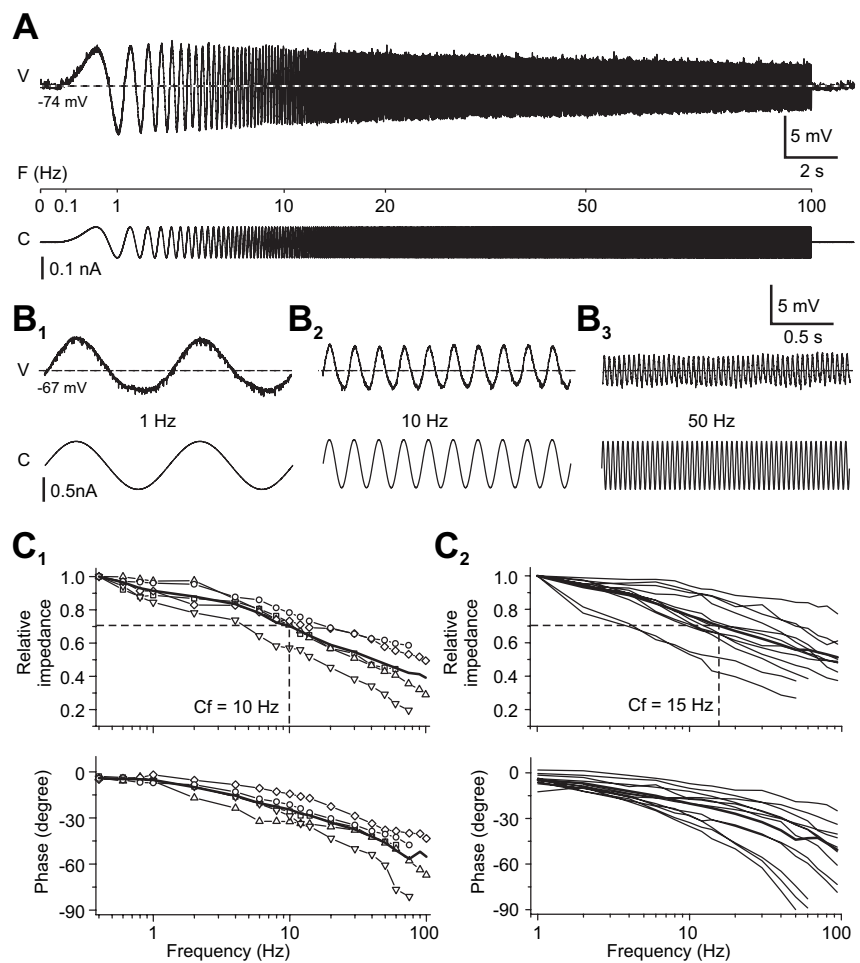 A
V
-74 mV
5 mV
2 s
F (Hz)
0 0.1 1 10 20 50 100
C
0.1 nA
B1 B2 B3
5 mV
0.5 s
V
-67 mV
1 Hz 10 Hz 50 Hz
C
0.5nA
C1 C2
Relative impedance
1.0
0.8
0.6
0.4
0.2
Cf = 10 Hz
1.0
0.8
0.6
0.4
0.2
Relative impedance
Cf = 15 Hz
Phase (degree)
0
-30
-60
-90
1 10 100
Frequency (Hz)
Phase (degree)
0
-30
-60
-90
1 10 100
Frequency (Hz)